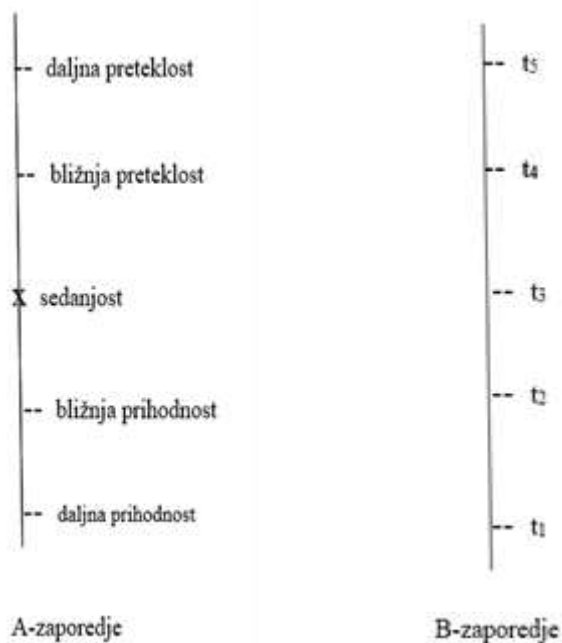 -- daljna preteklost
-- bližnja preteklost
X sedanjost
-- bližnja prihodnost
-- daljna prihodnost
A-zaporedje
-- t5
-- t4
-- t3
-- t2
-- t1
B-zaporedje